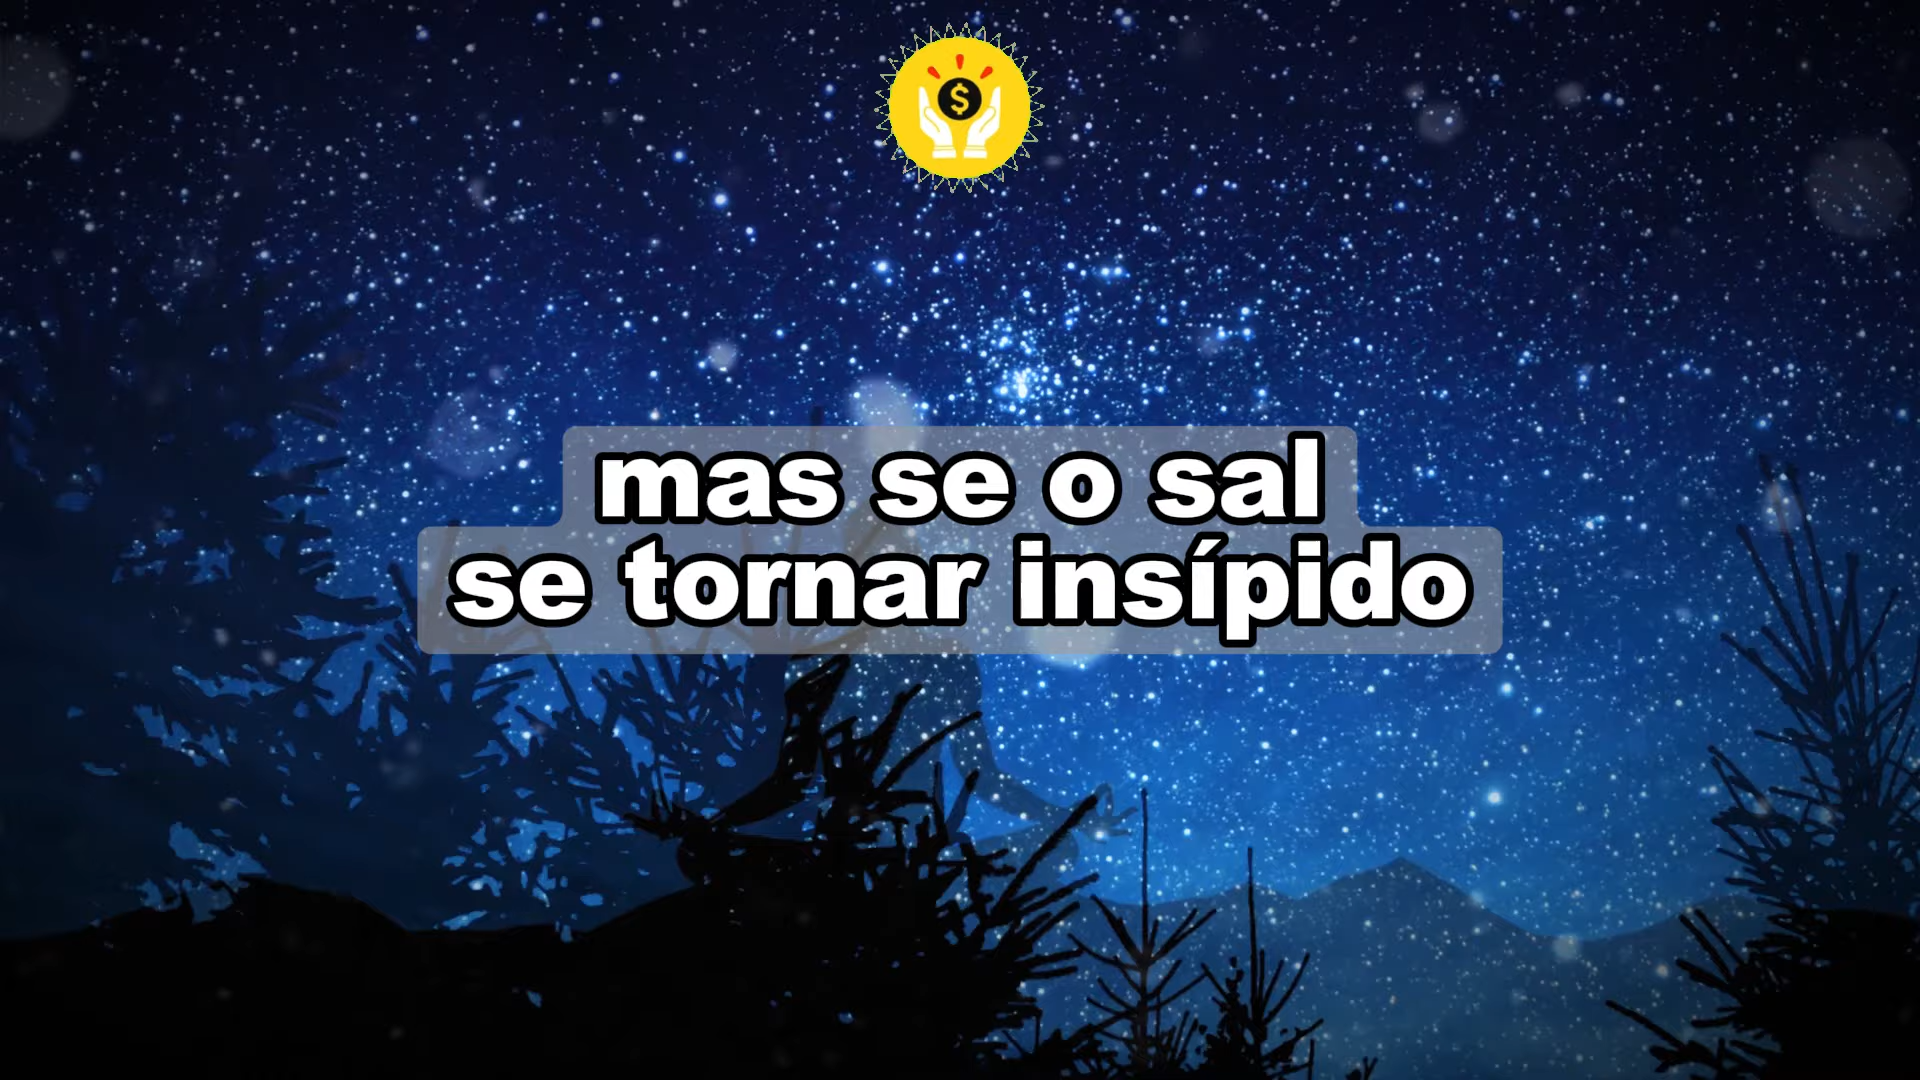 $
mas se o sal
se tornar insípido